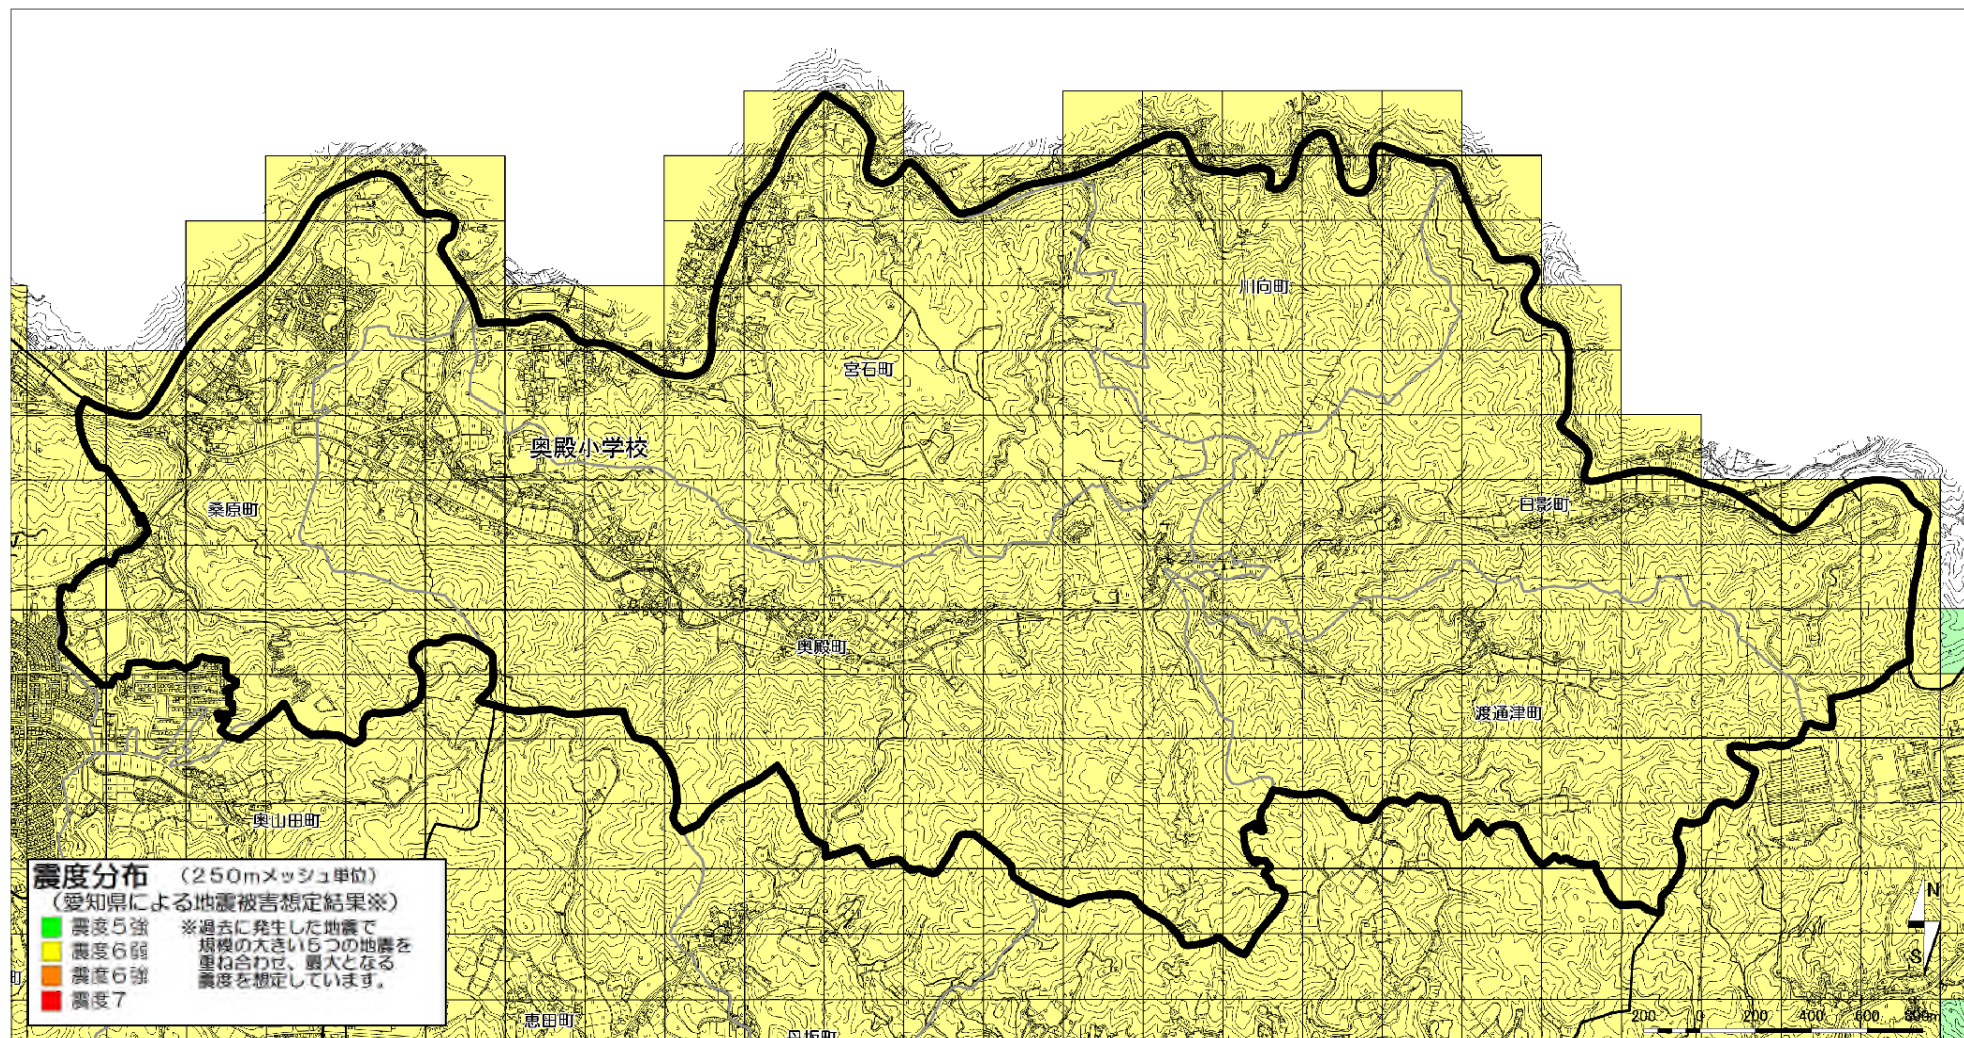 川向町
宮石町
奥殿小学校
桑原町
日影町
奥殿町
渡通津町
奥山田町
震度分布 (250mメッシュ単位)
(愛知県による地震被害想定結果※)
震度5強
震度6弱
震度6強
震度7
※過去に発生した地震で
規模の大きい5つの地震を
重ね合わせ、最大となる
震度を想定しています。
町
恵田町
丹坂町
N
S
200 0 200 400 600 800m